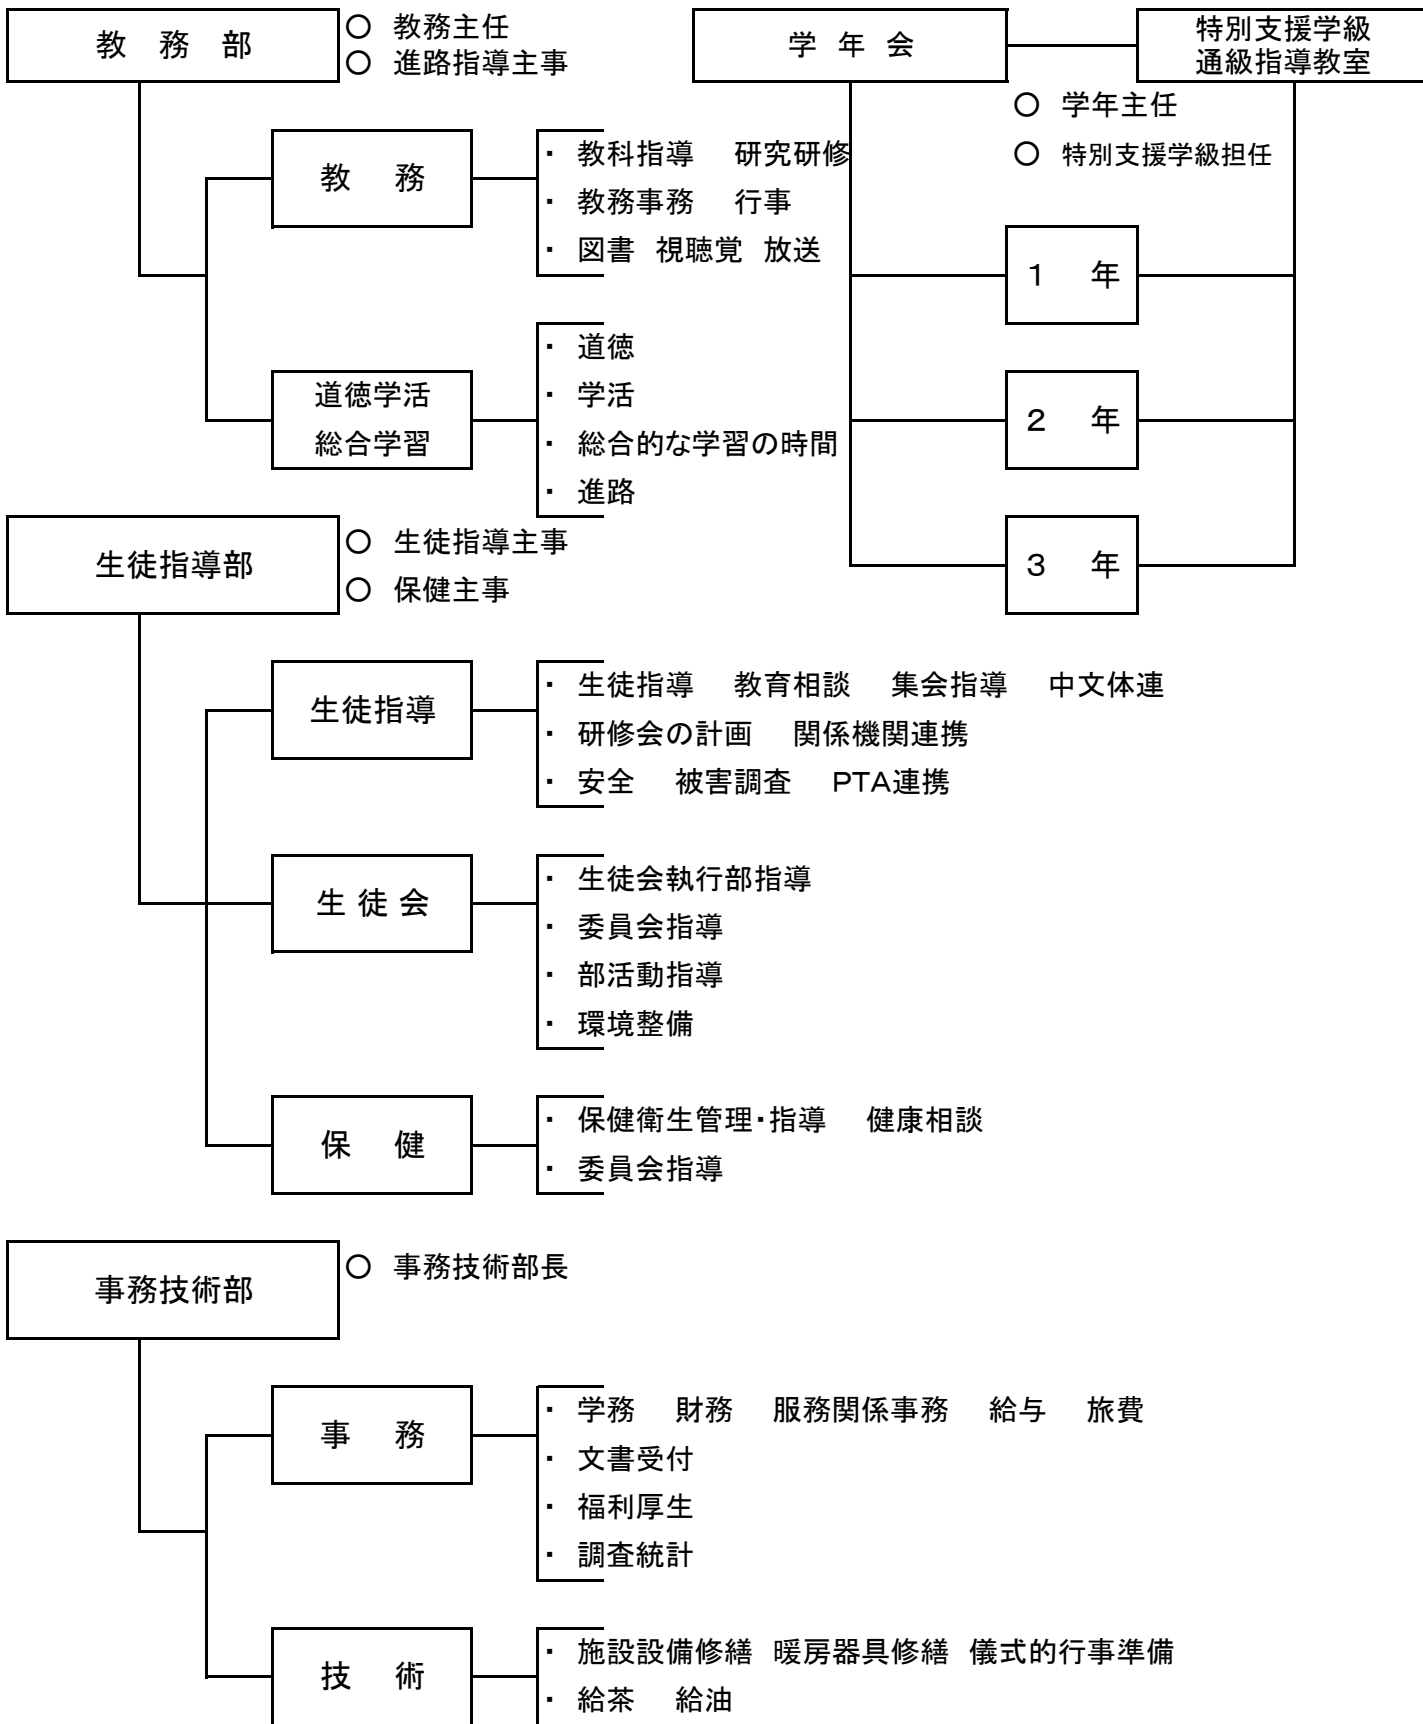 教　務　部
○　教務主任
○　進路指導主事
教　務
・　教科指導　研究研修
・　教務事務　行事
・　図書　視聴覚　放送
道徳学活
総合学習
・　道徳
・　学活
・　総合的な学習の時間
・　進路
学　年　会
特別支援学級
通級指導教室
○　学年主任
○　特別支援学級担任
１　年
２　年
３　年
生徒指導部
○　生徒指導主事
○　保健主事
生徒指導
・　生徒指導　教育相談　集会指導　中文体連
・　研修会の計画　関係機関連携
・　安全　被害調査　PTA連携
生 徒 会
・　生徒会執行部指導
・　委員会指導
・　部活動指導
・　環境整備
保　健
・　保健衛生管理・指導　健康相談
・　委員会指導
事務技術部
○　事務技術部長
事　務
・　学務　財務　服務関係事務　給与　旅費
・　文書受付
・　福利厚生
・　調査統計
技　術
・　施設設備修繕　暖房器具修繕　儀式的行事準備
・　給茶　給油